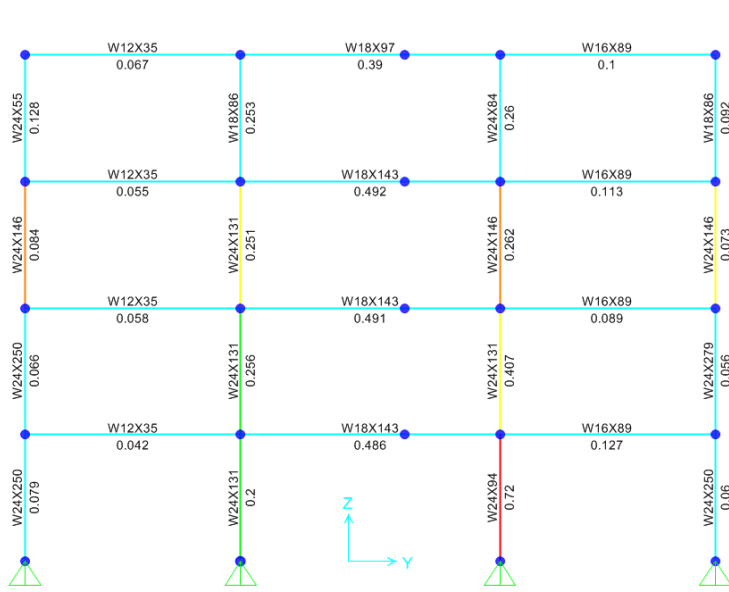 W12X35
W18X97
W16X89
0.067
0.39
0.1
W24X55
0.128
W18X86
0.253
W24X84
0.26
W18X86
0.092
W12X35
W18X143
W16X89
0.055
0.492
0.113
W24X146
0.084
W24X131
0.251
W24X146
0.262
W24X146
0.073
W12X35
W18X143
W16X89
0.058
0.491
0.089
W24X250
0.066
W24X131
0.256
W24X131
0.407
W24X279
0.056
W12X35
W18X143
W16X89
0.042
0.486
0.127
W24X250
0.079
W24X131
0.2
W24X94
0.72
W24X250
0.06
Z
Y